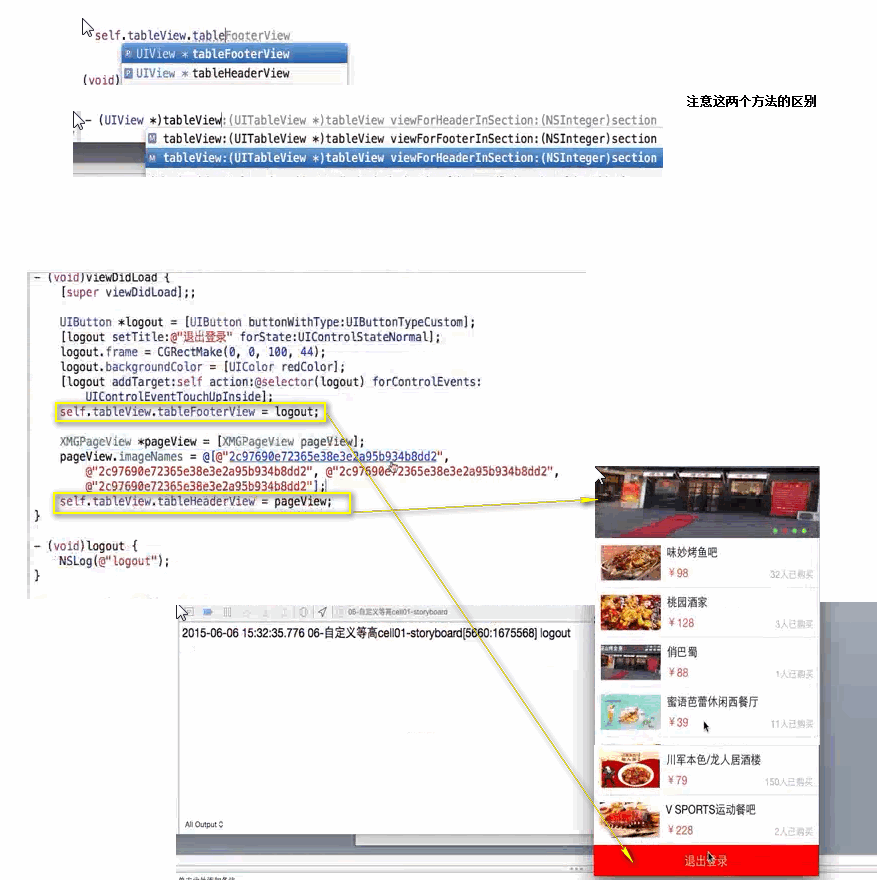 self.tableView.tableFooterView
P UIView * tableFooterView
P UIView * tableHeaderView
(void)
注意这两个方法的区别
- (UIView *)tableView:(UITableView *)tableView viewForHeaderInSection:(NSInteger)section
M tableView:(UITableView *)tableView viewForFooterInSection:(NSInteger)section
M tableView:(UITableView *)tableView viewForHeaderInSection:(NSInteger)section
- (void)viewDidLoad {
[super viewDidLoad];;
UIButton *logout = [UIButton buttonWithType:UIButtonTypeCustom];
[logout setTitle:@"退出登录" forState:UIControlStateNormal];
logout.frame = CGRectMake(0, 0, 100, 44);
logout.backgroundColor = [UIColor redColor];
[logout addTarget:self action:@selector(logout) forControlEvents:
UIControlEventTouchUpInside];
self.tableView.tableFooterView = logout;
XMGPageView *pageView = [XMGPageView pageView];
pageView.imageNames = @[@"2c97690e72365e38e3e2a95b934b8dd2",
@"2c97690e72365e38e3e2a95b934b8dd2", @"2c97690e72365e38e3e2a95b934b8dd2",
@"2c97690e72365e38e3e2a95b934b8dd2"];
self.tableView.tableHeaderView = pageView;
}
- (void)logout {
NSLog(@"logout");
}
06-自定义等高cell01-storyboard
2015-06-06 15:32:35.776 06-自定义等高cell01-storyboard[5660:1675568] logout
All Output
味妙烤鱼吧
￥98
32人已购买
桃园酒家
￥128
3人已购买
俏巴蜀
￥88
1人已购买
蜜语芭蕾休闲西餐厅
￥39
11人已购买
川军本色/龙人居酒楼
￥79
150人已购买
V SPORTS运动餐吧
￥228
2人已购买
退出登录